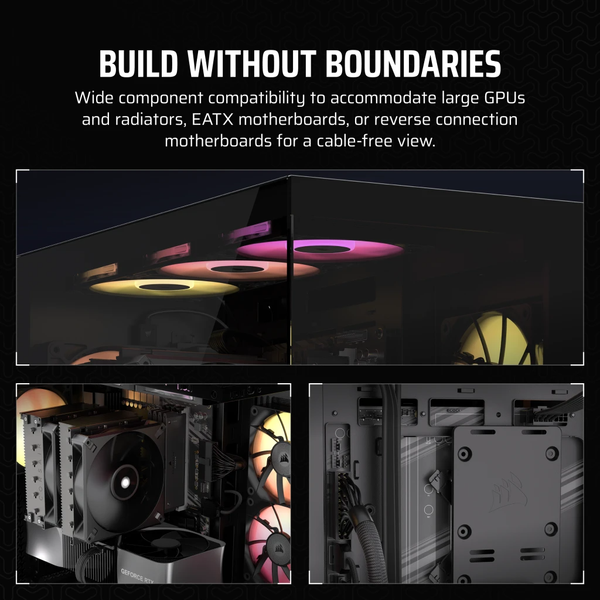 BUILD WITHOUT BOUNDARIES
Wide component compatibility to accommodate large GPUs
and radiators, EATX motherboards, or reverse connection
motherboards for a cable-free view.
GEFORCE RTX